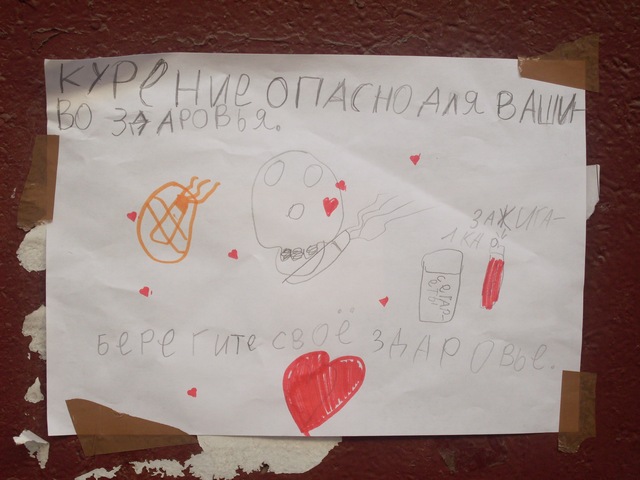 КУРЕНИЕ ОПАСНО ДЛЯ ВАШИ-
ВО ЗДАРОВЬЯ.
ЗАЖИГА-
ЛКА
БЕРЕГИТЕ СВОЁ ЗДАРОВЬЕ.